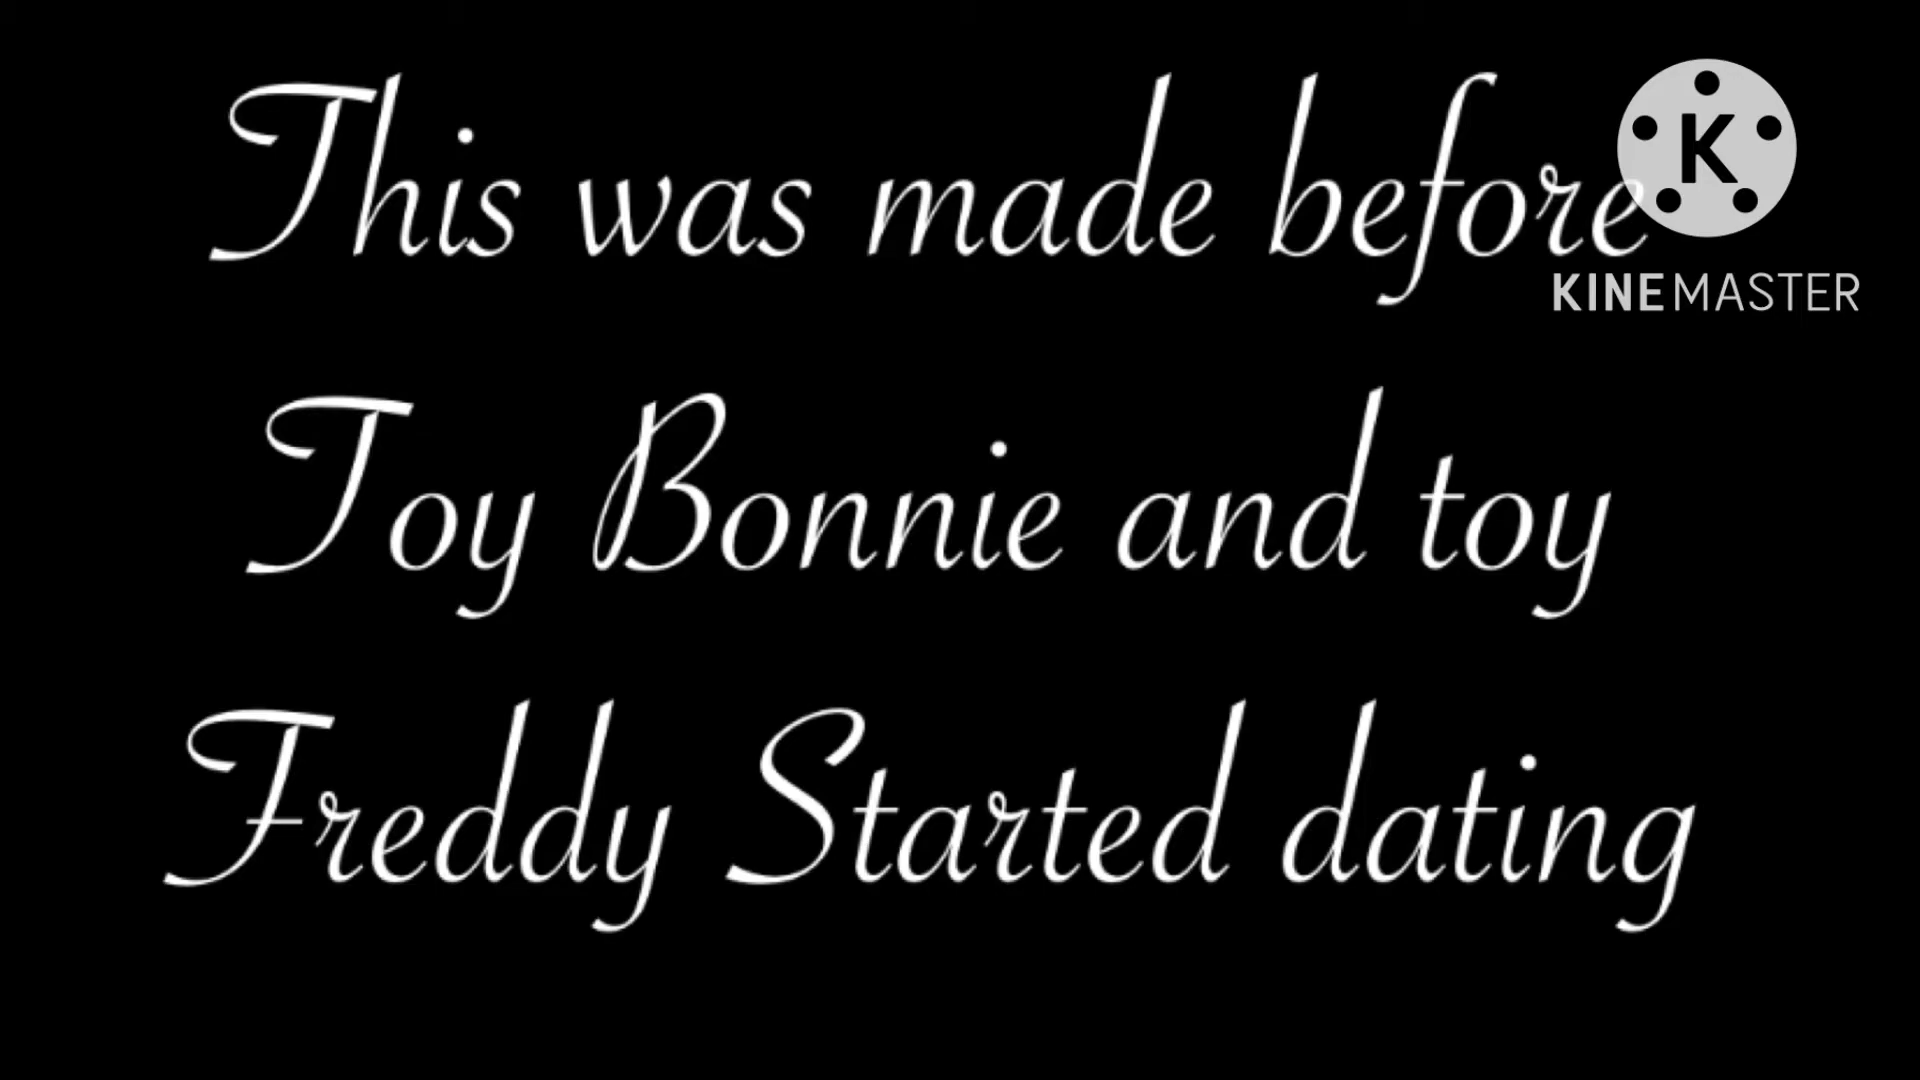 This was made before
K
KINEMASTER
Toy Bonnie and toy
Freddy Started dating